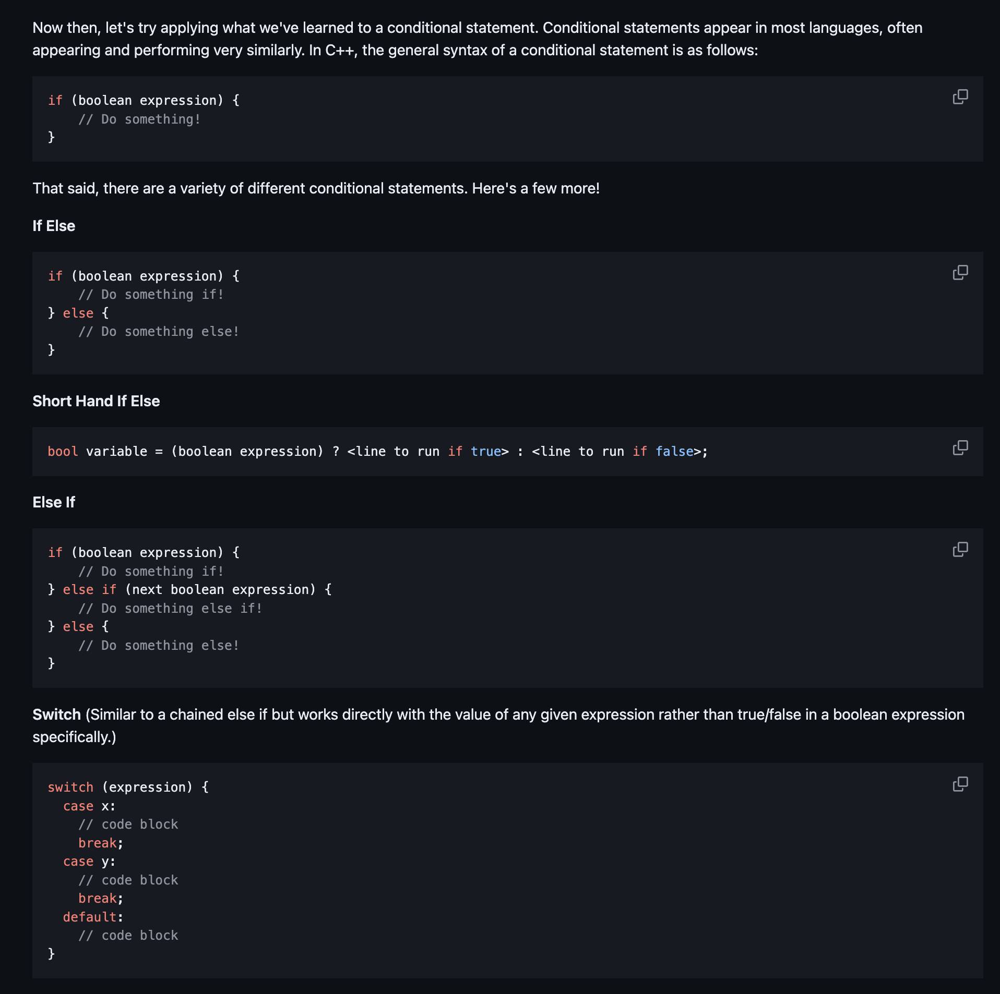 Now then, let's try applying what we've learned to a conditional statement. Conditional statements appear in most languages, often
appearing and performing very similarly. In C++, the general syntax of a conditional statement is as follows:
if (boolean expression) {
    // Do something!
}
That said, there are a variety of different conditional statements. Here's a few more!
If Else
if (boolean expression) {
    // Do something if!
} else {
    // Do something else!
}
Short Hand If Else
bool variable = (boolean expression) ? <line to run if true> : <line to run if false>;
Else If
if (boolean expression) {
    // Do something if!
} else if (next boolean expression) {
    // Do something else if!
} else {
    // Do something else!
}
Switch (Similar to a chained else if but works directly with the value of any given expression rather than true/false in a boolean expression
specifically.)
switch (expression) {
  case x:
    // code block
    break;
  case y:
    // code block
    break;
  default:
    // code block
}